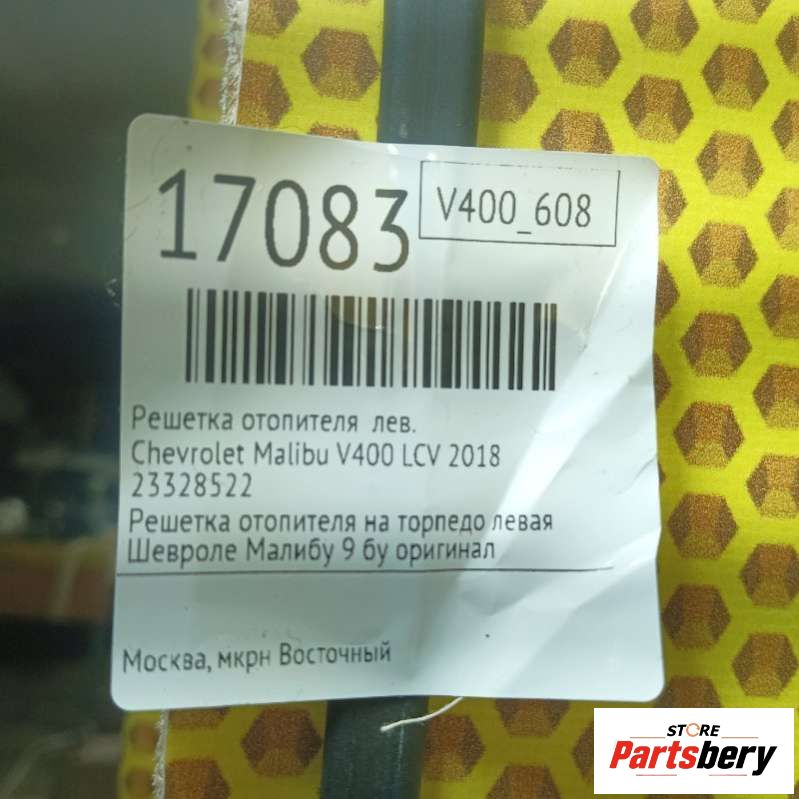 17083
V400_608
Решетка отопителя лев.
Chevrolet Malibu V400 LCV 2018
23328522
Решетка отопителя на торпедо левая
Шевроле Малибу 9 бу оригинал
Москва, мкрн Восточный
STORE
Partsbery